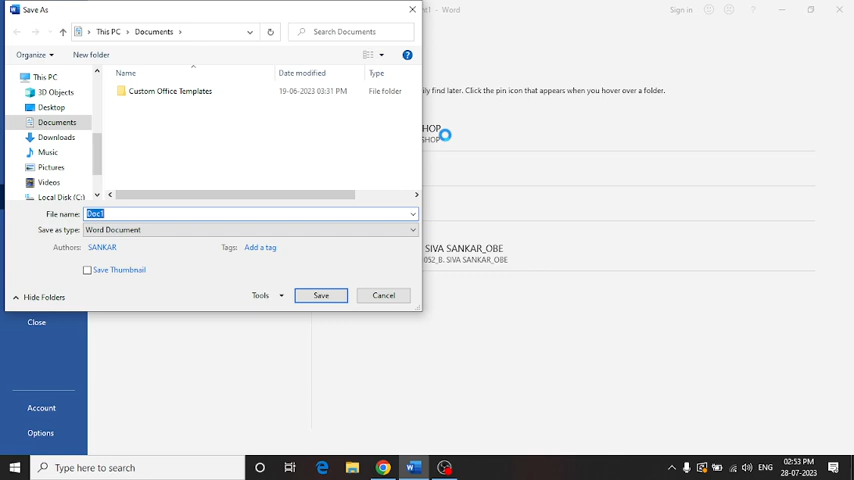 Save As
nt1 - Word
Sign in
?
This PC > Documents >
Search Documents
Organize
New folder
?
This PC
3D Objects
Desktop
Documents
Downloads
Music
Pictures
Videos
Local Disk (C:)
Name
Date modified
Type
Custom Office Templates
19-06-2023 03:31 PM
File folder
ily find later. Click the pin icon that appears when you hover over a folder.
HOP
SHOP
SIVA SANKAR_OBE
052_B. SIVA SANKAR_OBE
File name:
Doc1
Save as type:
Word Document
Authors:
SANKAR
Tags:
Add a tag
Save Thumbnail
Hide Folders
Tools
Save
Cancel
Close
Account
Options
Type here to search
ENG
02:53 PM
28-07-2023